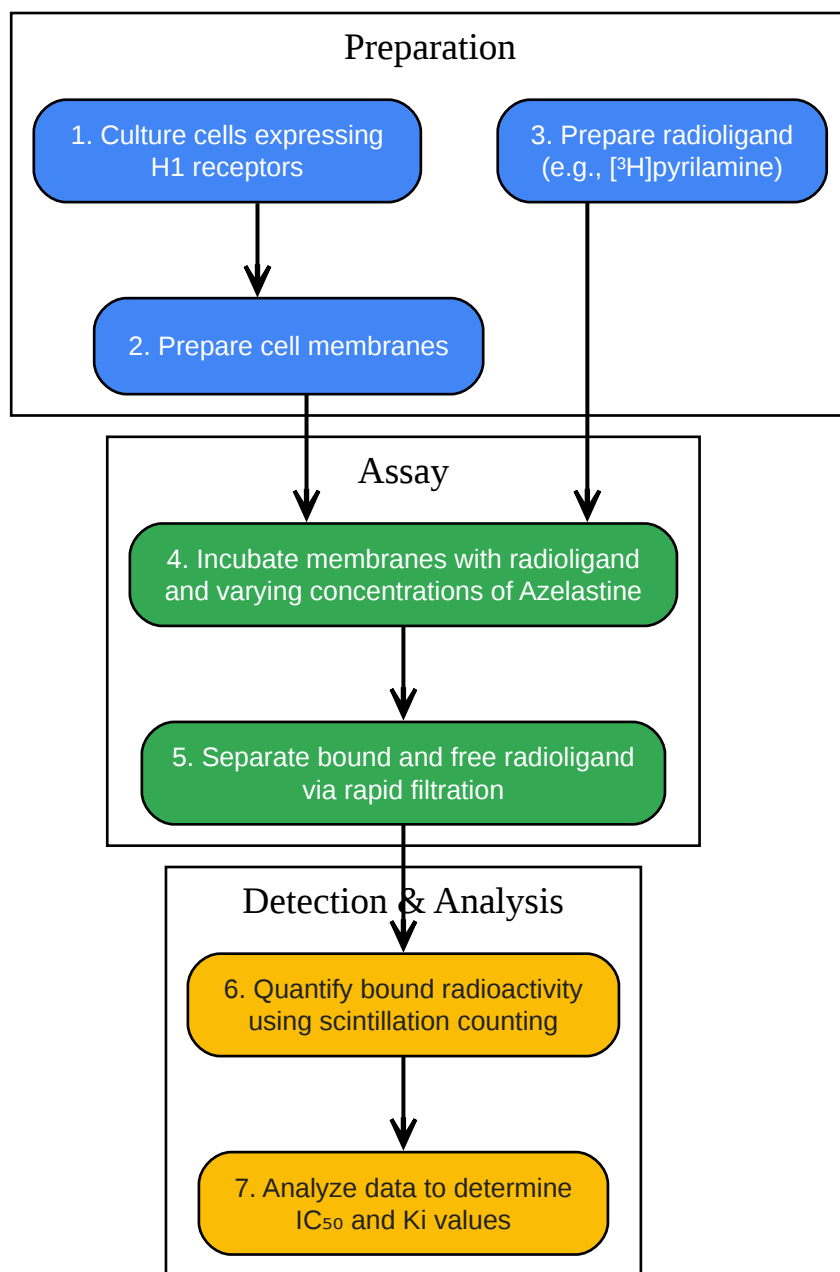 Preparation
1. Culture cells expressing
H1 receptors
3. Prepare radioligand
(e.g., [³H]pyrilamine)
2. Prepare cell membranes
Assay
4. Incubate membranes with radioligand
and varying concentrations of Azelastine
5. Separate bound and free radioligand
via rapid filtration
Detection & Analysis
6. Quantify bound radioactivity
using scintillation counting
7. Analyze data to determine
IC₅₀ and Ki values